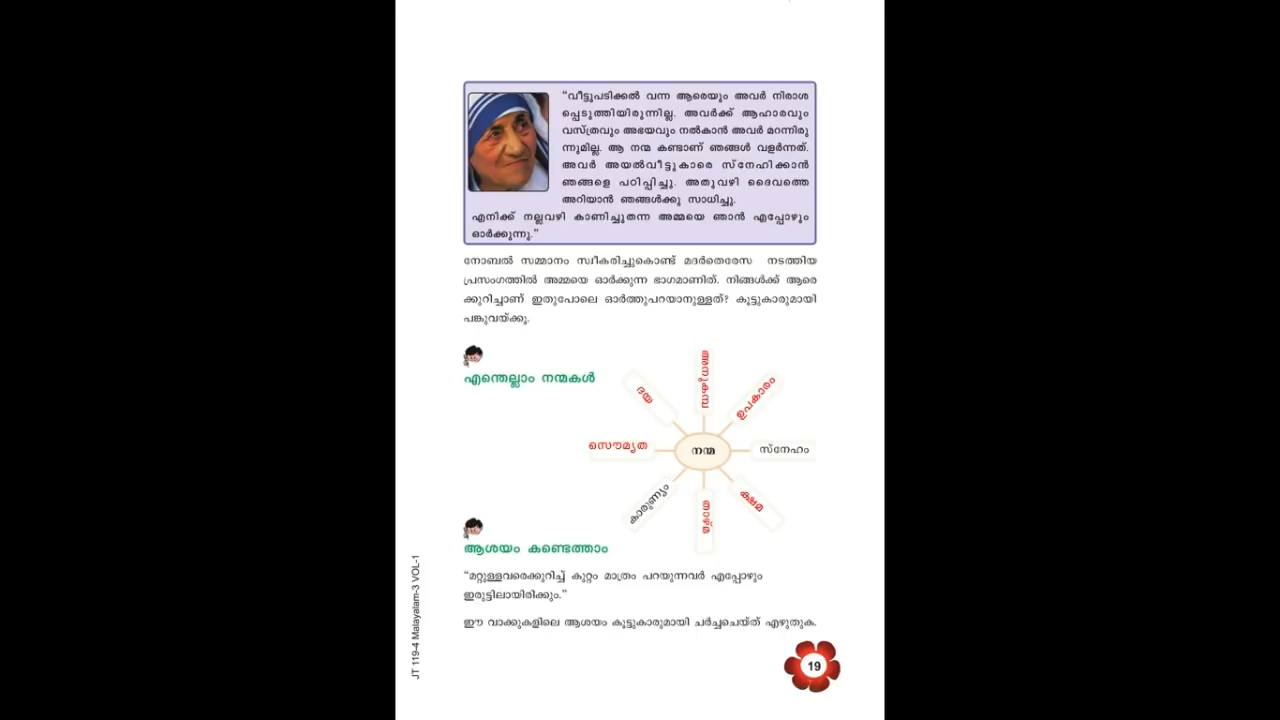 “വീട്ടുപടിക്കൽ വന്ന ആരെയും അവർ നിരാശ
പ്പെടുത്തിയിരുന്നില്ല. അവർക്ക് ആഹാരവും
വസ്ത്രവും അഭയവും നൽകാൻ അവർ മറന്നിരു
ന്നുമില്ല. ആ നന്മ കണ്ടാണ് ഞങ്ങൾ വളർന്നത്.
അവർ അയൽവീട്ടുകാരെ സ്നേഹിക്കാൻ
ഞങ്ങളെ പഠിപ്പിച്ചു. അതുവഴി ദൈവത്തെ
അറിയാൻ ഞങ്ങൾക്കു സാധിച്ചു.
എനിക്ക് നല്ലവഴി കാണിച്ചുതന്ന അമ്മയെ ഞാൻ എപ്പോഴും
ഓർക്കുന്നു.”
നോബൽ സമ്മാനം സ്വീകരിച്ചുകൊണ്ട് മദർതെരേസ നടത്തിയ
പ്രസംഗത്തിൽ അമ്മയെ ഓർക്കുന്ന ഭാഗമാണിത്. നിങ്ങൾക്ക് ആരെ
ക്കുറിച്ചാണ് ഇതുപോലെ ഓർത്തുപറയാനുള്ളത്? കൂട്ടുകാരുമായി
പങ്കുവയ്ക്കൂ.
എന്തെല്ലാം നന്മകൾ
ദയ
ഉപകാരം
സൌമ്യത
നന്മ
സ്നേഹം
കാരുണ്യം
ക്ഷമ
ആശയം കണ്ടെത്താം
“മറ്റുള്ളവരെക്കുറിച്ച് കുറ്റം മാത്രം പറയുന്നവർ എപ്പോഴും
ഇരുട്ടിലായിരിക്കും.”
ഈ വാക്കുകളിലെ ആശയം കൂട്ടുകാരുമായി ചർച്ചചെയ്ത് എഴുതുക.
JT 119-4 Malayalam-3 VOL-1
19